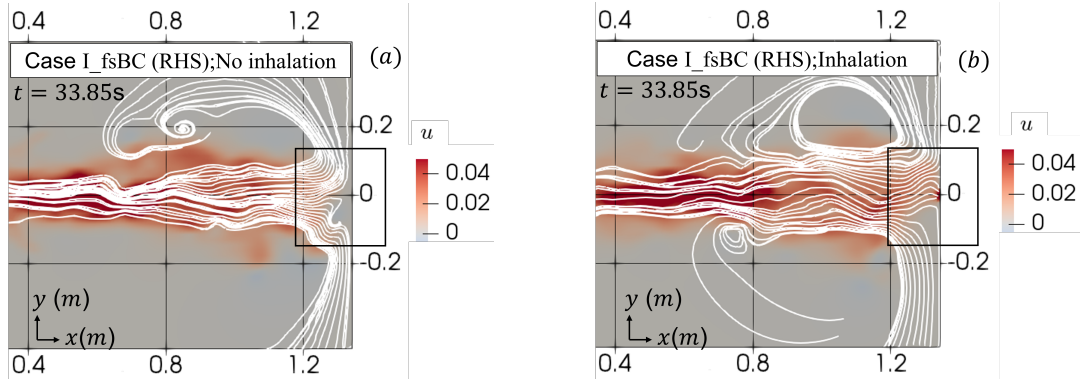 0.4 0.8 1.2
Case I_fsBC (RHS);No inhalation (a)
t = 33.85s
0.2
0
-0.2
y (m)
x(m)
0.4 0.8 1.2
u
0.04
0.02
0
0.4 0.8 1.2
Case I_fsBC (RHS);Inhalation (b)
t = 33.85s
0.2
0
-0.2
y (m)
x(m)
0.4 0.8 1.2
u
0.04
0.02
0